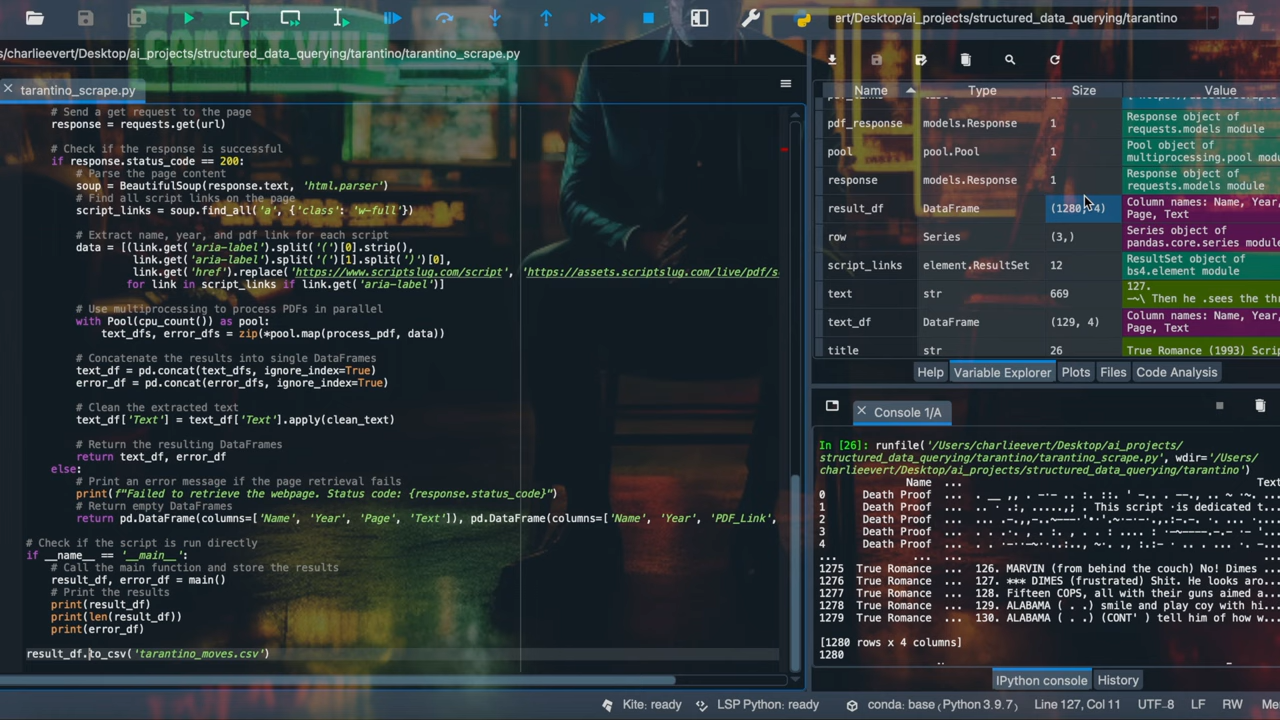 ert/Desktop/ai_projects/structured_data_querying/tarantino
s/charlieevert/Desktop/ai_projects/structured_data_querying/tarantino/tarantino_scrape.py
tarantino_scrape.py
# Send a get request to the page
response = requests.get(url)
# Check if the response is successful
if response.status_code == 200:
# Parse the page content
soup = BeautifulSoup(response.text, 'html.parser')
# Find all script links on the page
script_links = soup.find_all('a', {'class': 'w-full'})
# Extract name, year, and pdf link for each script
data = [(link.get('aria-label').split('(')[0].strip(),
link.get('aria-label').split('(')[1].split(')')[0],
link.get('href').replace('https://www.scriptslug.com/script', 'https://assets.scriptslug.com/live/pdf/s
for link in script_links if link.get('aria-label')]
# Use multiprocessing to process PDFs in parallel
with Pool(cpu_count()) as pool:
text_dfs, error_dfs = zip(*pool.map(process_pdf, data))
# Concatenate the results into single DataFrames
text_df = pd.concat(text_dfs, ignore_index=True)
error_df = pd.concat(error_dfs, ignore_index=True)
# Clean the extracted text
text_df['Text'] = text_df['Text'].apply(clean_text)
# Return the resulting DataFrames
return text_df, error_df
else:
# Print an error message if the page retrieval fails
print(f"Failed to retrieve the webpage. Status code: {response.status_code}")
# Return empty DataFrames
return pd.DataFrame(columns=['Name', 'Year', 'Page', 'Text']), pd.DataFrame(columns=['Name', 'Year', 'PDF_Link',
# Check if the script is run directly
if __name__ == '__main__':
# Call the main function and store the results
result_df, error_df = main()
# Print the results
print(result_df)
print(len(result_df))
print(error_df)
result_df.to_csv('tarantino_moves.csv')
Name Type Size Value
pdf_response models.Response 1 Response object of
requests.models module
pool pool.Pool 1 Pool object of
multiprocessing.pool mod
response models.Response 1 Response object of
requests.models module
result_df DataFrame (1280, 4) Column names: Name, Year,
Page, Text
row Series (3,) Series object of
pandas.core.series module
script_links element.ResultSet 12 ResultSet object of
bs4.element module
text str 669 127.
Then he .sees the thr
text_df DataFrame (129, 4) Column names: Name, Year,
Page, Text
title str 26 True Romance (1993) Scrip
Help Variable Explorer Plots Files Code Analysis
Console 1/A
In [26]: runfile('/Users/charlieevert/Desktop/ai_projects/
structured_data_querying/tarantino/tarantino_scrape.py', wdir='/Users/
charlieevert/Desktop/ai_projects/structured_data_querying/tarantino')
Name ... Text
0 Death Proof ...
1 Death Proof ... This script ·is dedicated t...
2 Death Proof ...
3 Death Proof ...
4 Death Proof ...
... ... ...
1275 True Romance ... 126. MARVIN (from behind the couch) No! Dimes ...
1276 True Romance ... 127. *** DIMES (frustrated) Shit. He looks aro...
1277 True Romance ... 128. Fifteen COPS, all with their guns aimed a...
1278 True Romance ... 129. ALABAMA ( . .) smile and play coy with hi...
1279 True Romance ... 130. ALABAMA ( . .) (CONT' ) tell him of how w...
[1280 rows x 4 columns]
1280
IPython console History
Kite: ready LSP Python: ready conda: base (Python 3.9.7) Line 127, Col 11 UTF-8 LF RW Me